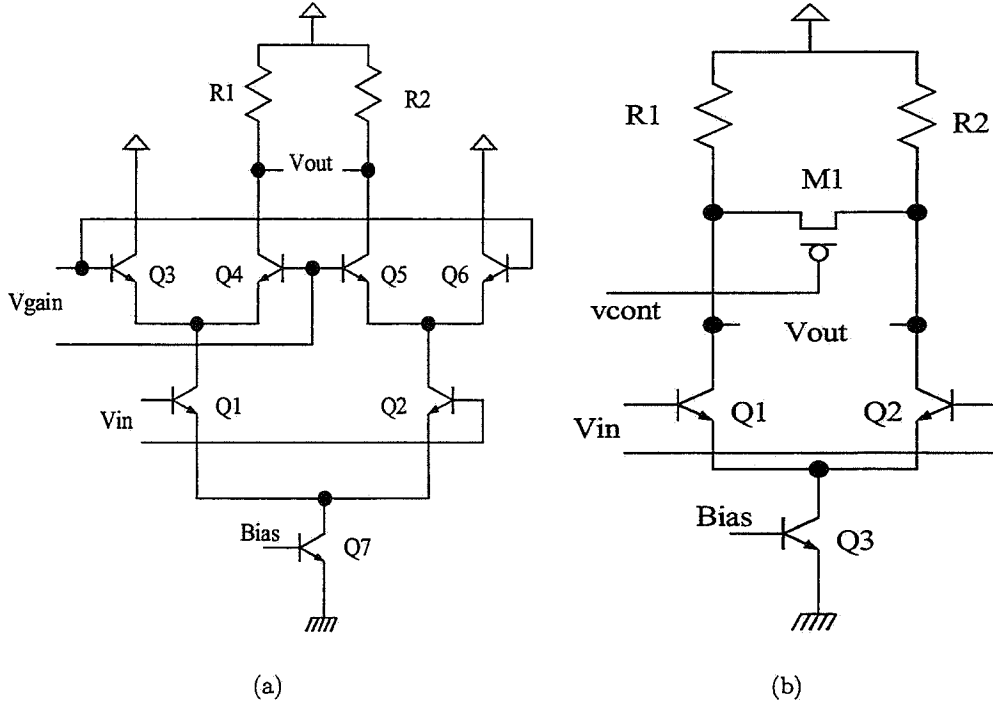 R1
R2
Vout
Q3
Q4
Q5
Q6
Vgain
Vin
Q1
Q2
Bias
Q7
(a)
R1
R2
M1
vcont
Vout
Q1
Q2
Vin
Bias
Q3
(b)